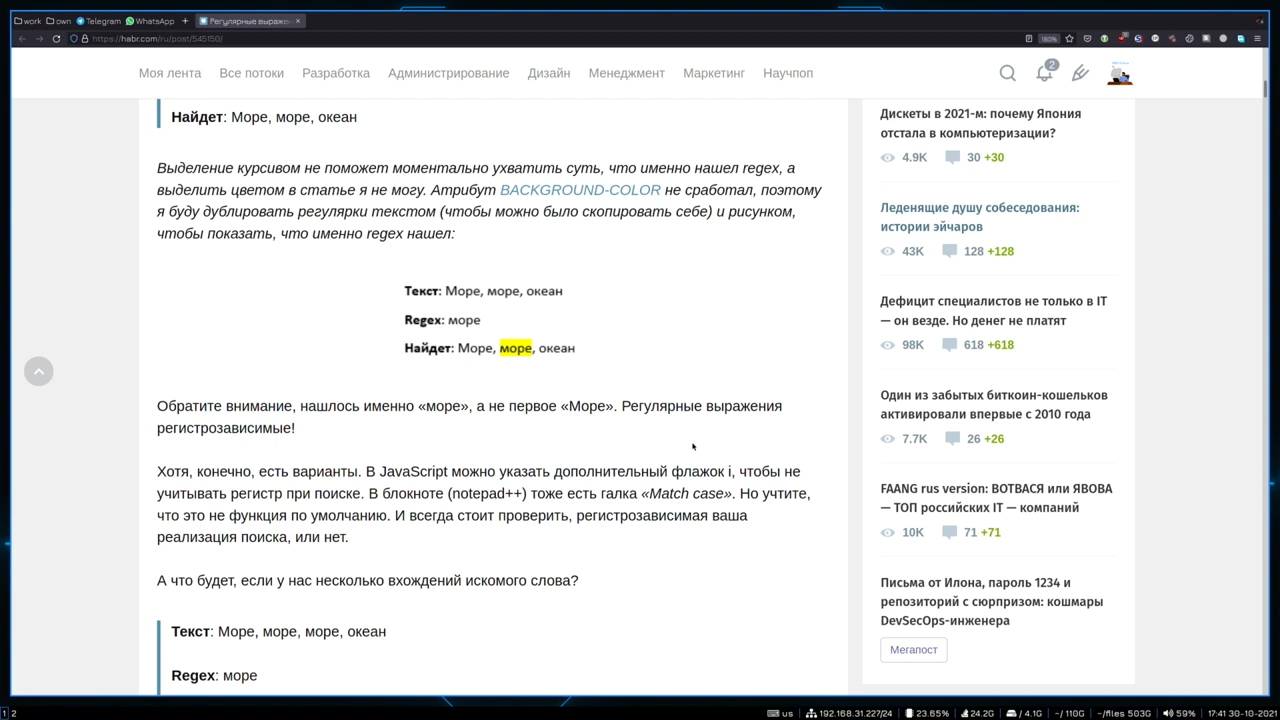 work own Telegram WhatsApp + Регулярные выраже ×
https://habr.com/ru/post/545150/ 160%
Моя лента Все потоки Разработка Администрирование Дизайн Менеджмент Маркетинг Научпоп 2
Найдет: Море, море, океан
Выделение курсивом не поможет моментально ухватить суть, что именно нашел regex, а
выделить цветом в статье я не могу. Атрибут BACKGROUND-COLOR не сработал, поэтому
я буду дублировать регулярки текстом (чтобы можно было скопировать себе) и рисунком,
чтобы показать, что именно regex нашел:
Текст: Море, море, океан
Regex: море
Найдет: Море, море, океан
Обратите внимание, нашлось именно «море», а не первое «Море». Регулярные выражения
регистрозависимые!
Хотя, конечно, есть варианты. В JavaScript можно указать дополнительный флажок i, чтобы не
учитывать регистр при поиске. В блокноте (notepad++) тоже есть галка «Match case». Но учтите,
что это не функция по умолчанию. И всегда стоит проверить, регистрозависимая ваша
реализация поиска, или нет.
А что будет, если у нас несколько вхождений искомого слова?
Текст: Море, море, море, океан
Regex: море
Дискеты в 2021-м: почему Япония
отстала в компьютеризации?
4.9K 30 +30
Леденящие душу собеседования:
истории эйчаров
43K 128 +128
Дефицит специалистов не только в IT
— он везде. Но денег не платят
98K 618 +618
Один из забытых биткоин-кошельков
активировали впервые с 2010 года
7.7K 26 +26
FAANG rus version: ВОТВАСЯ или ЯВОВА
— ТОП российских IT — компаний
10K 71 +71
Письма от Илона, пароль 1234 и
репозиторий с сюрпризом: кошмары
DevSecOps-инженера
Мегапост
1 2 us 192.168.31.227/24 23.65% 24.2G / 4.1G ~/ 110G ~/files 503G 59% 17:41 30-10-2021